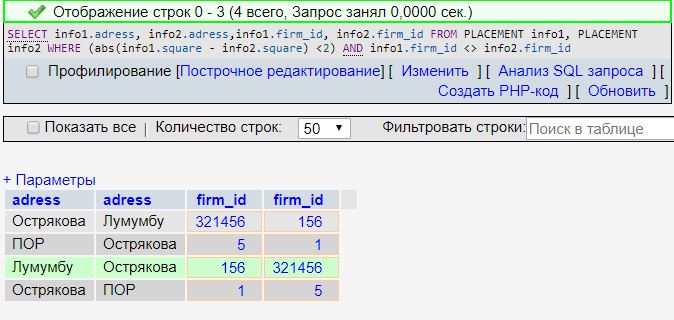 Отображение строк 0 - 3 (4 всего, Запрос занял 0,0000 сек.)
SELECT info1.adress, info2.adress,info1.firm_id, info2.firm_id FROM PLACEMENT info1, PLACEMENT
info2 WHERE (abs(info1.square - info2.square) <2) AND info1.firm_id <> info2.firm_id
Профилирование [Построчное редактирование] [ Изменить ] [ Анализ SQL запроса ] [
Создать PHP-код ] [ Обновить ]
Показать все | Количество строк: 50 Фильтровать строки: Поиск в таблице
+ Параметры
adress adress firm_id firm_id
Острякова Лумумбу 321456 156
ПОР Острякова 5 1
Лумумбу Острякова 156 321456
Острякова ПОР 1 5